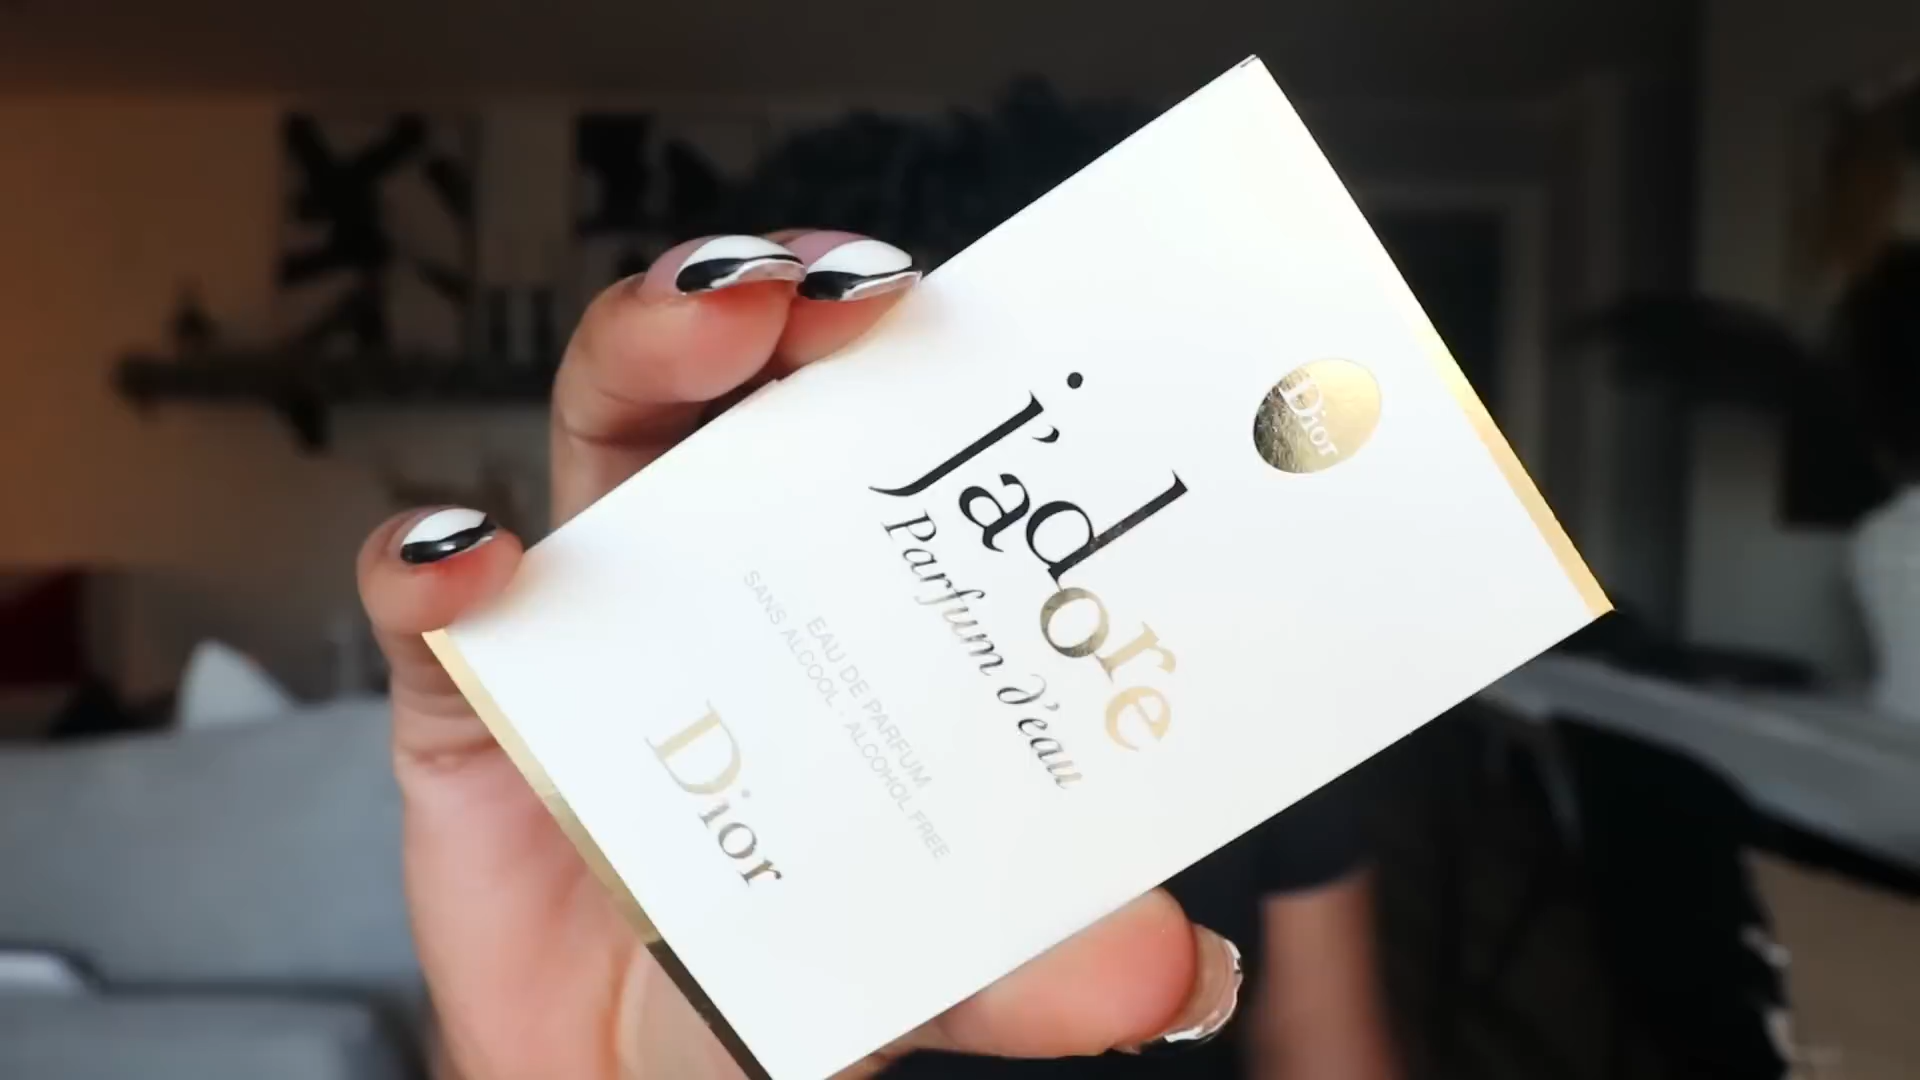 Dior
j'adore
Parfum d'eau
EAU DE PARFUM
SANS ALCOOL · ALCOHOL FREE
Dior